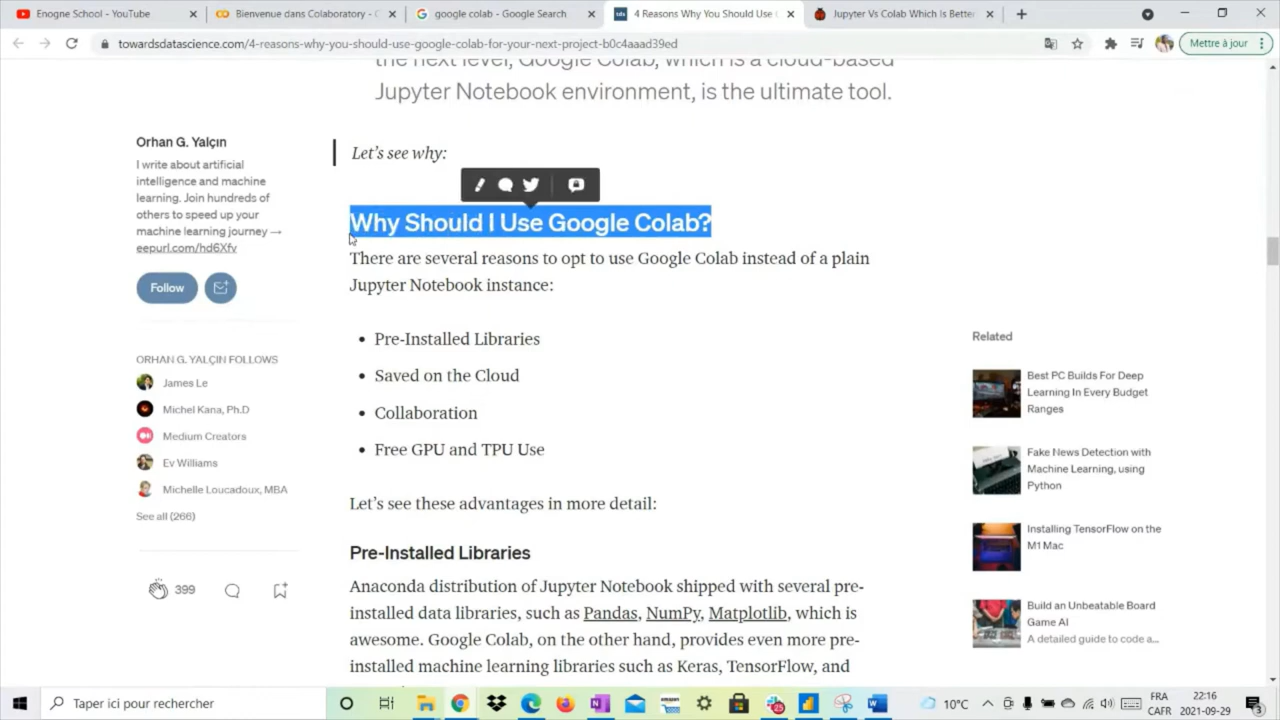 Enogne School - YouTube
Bienvenue dans Colaboratory - C
google colab - Google Search
4 Reasons Why You Should Use
Jupyter Vs Colab Which Is Better
towardsdatascience.com/4-reasons-why-you-should-use-google-colab-for-your-next-project-b0c4aaad39ed
Mettre à jour
the next level, Google Colab, which is a cloud-based
Jupyter Notebook environment, is the ultimate tool.
Orhan G. Yalçın
I write about artificial
intelligence and machine
learning. Join hundreds of
others to speed up your
machine learning journey →
eepurl.com/hd6Xfv
Follow
ORHAN G. YALÇIN FOLLOWS
James Le
Michel Kana, Ph.D
Medium Creators
Ev Williams
Michelle Loucadoux, MBA
See all (266)
399
Let's see why:
Why Should I Use Google Colab?
There are several reasons to opt to use Google Colab instead of a plain
Jupyter Notebook instance:
• Pre-Installed Libraries
• Saved on the Cloud
• Collaboration
• Free GPU and TPU Use
Let's see these advantages in more detail:
Pre-Installed Libraries
Anaconda distribution of Jupyter Notebook shipped with several pre-
installed data libraries, such as Pandas, NumPy, Matplotlib, which is
awesome. Google Colab, on the other hand, provides even more pre-
installed machine learning libraries such as Keras, TensorFlow, and
Related
Best PC Builds For Deep
Learning In Every Budget
Ranges
Fake News Detection with
Machine Learning, using
Python
Installing TensorFlow on the
M1 Mac
Build an Unbeatable Board
Game AI
A detailed guide to code a...
Taper ici pour rechercher
25
10°C
FRA
CAFR
22:16
2021-09-29
3